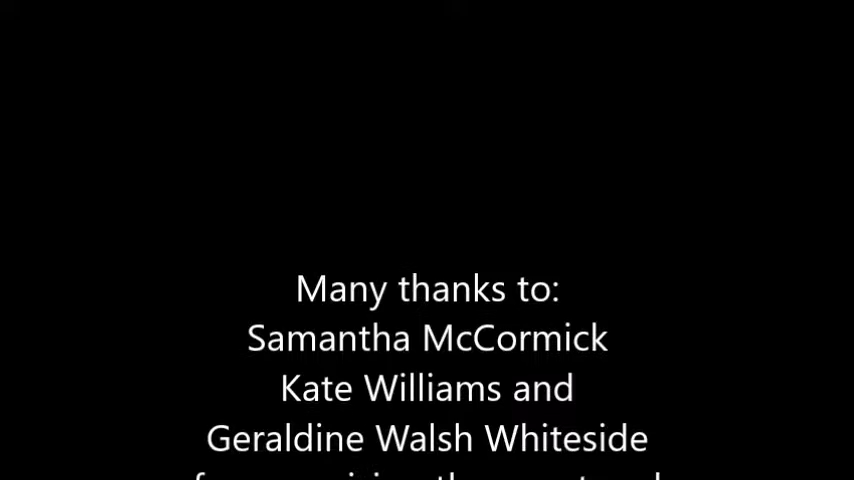 Many thanks to:
Samantha McCormick
Kate Williams and
Geraldine Walsh Whiteside